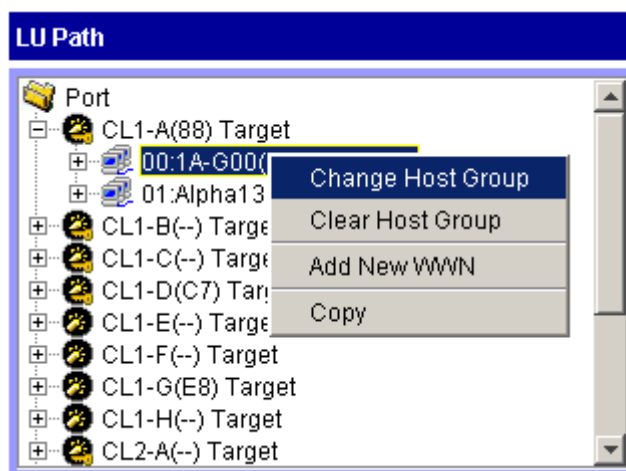 LU Path
Port
CL1-A(88) Target
00:1A-G00(
Change Host Group
01:Alpha13
Clear Host Group
CL1-B(--) Targe
CL1-C(--) Targe
Add New WWN
CL1-D(C7) Tar
Copy
CL1-E(--) Targe
CL1-F(--) Target
CL1-G(E8) Target
CL1-H(--) Target
CL2-A(--) Target